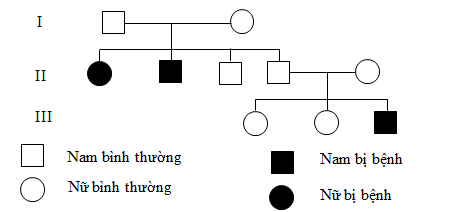 I
II
III
Nam bình thường
Nam bị bệnh
Nữ bình thường
Nữ bị bệnh